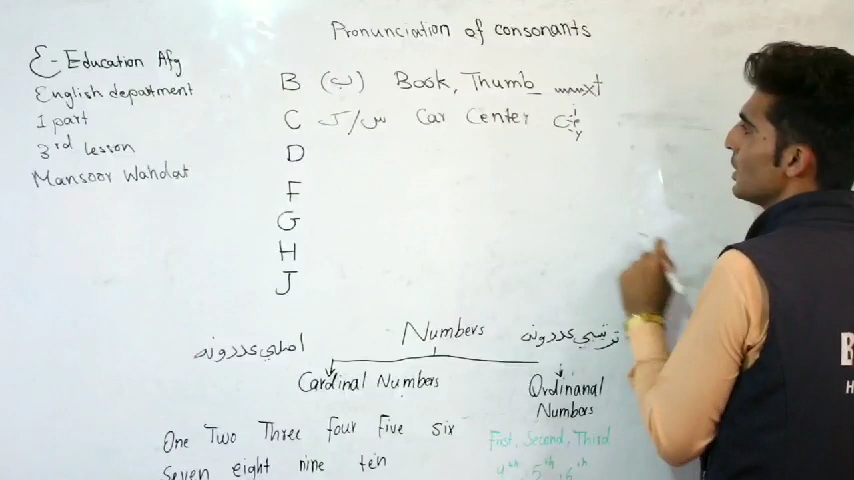 Pronunciation of consonants
E-Education Afg
English department
1 part
3rd lesson
Mansoor Wahdat
B (ب) Book, Thumb
C س/ک Car Center C i e y
D
F
G
H
J
Numbers
اصلي عددونه
ترتيبي عددونه
Cardinal Numbers
Ordinanal
Numbers
One Two Three four Five six
Seven eight nine ten
First, Second, Third
4th, 5th, 6th